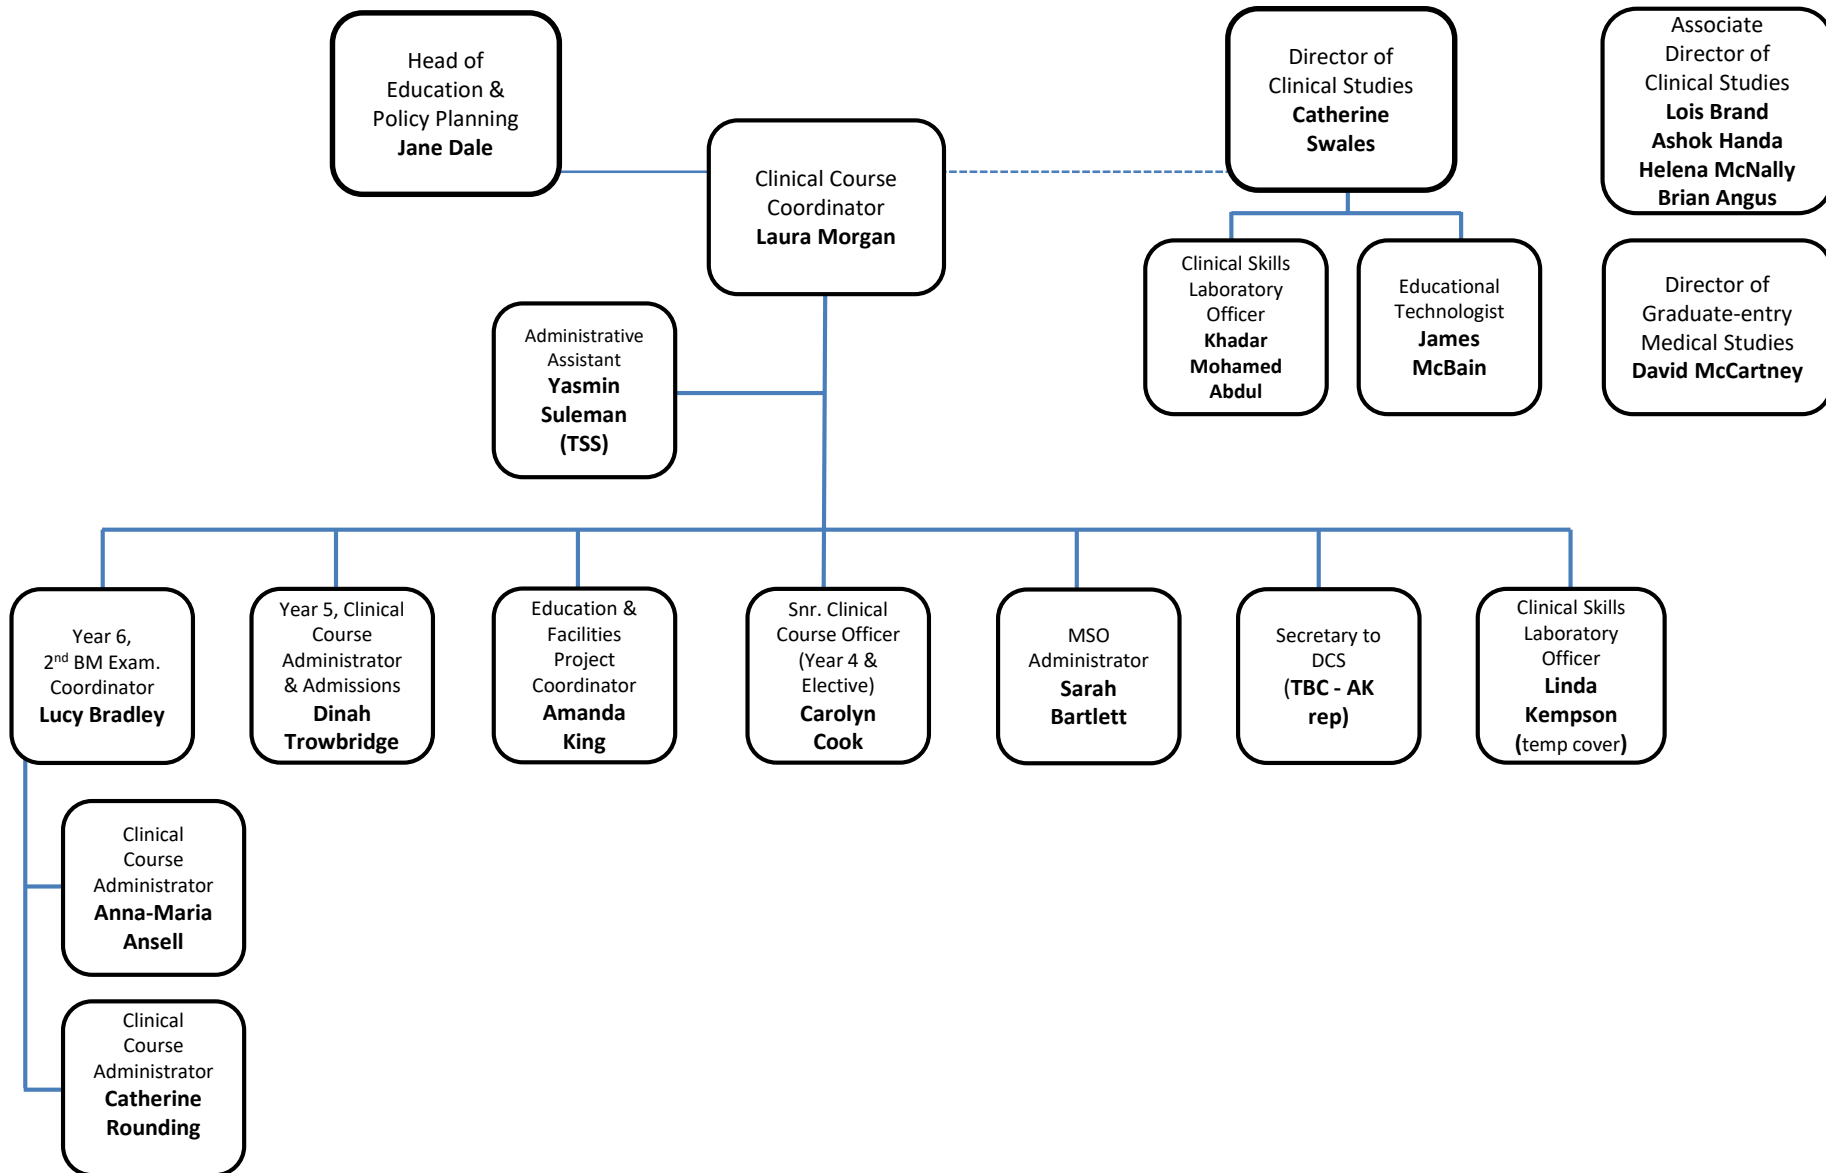 Head of
Education &
Policy Planning
Jane Dale
Clinical Course
Coordinator
Laura Morgan
Director of
Clinical Studies
Catherine
Swales
Associate
Director of
Clinical Studies
Lois Brand
Ashok Handa
Helena McNally
Brian Angus
Clinical Skills
Laboratory
Officer
Khadar
Mohamed
Abdul
Educational
Technologist
James
McBain
Director of
Graduate-entry
Medical Studies
David McCartney
Administrative
Assistant
Yasmin
Suleman
(TSS)
Year 6,
2nd BM Exam.
Coordinator
Lucy Bradley
Year 5, Clinical
Course
Administrator
& Admissions
Dinah
Trowbridge
Education &
Facilities
Project
Coordinator
Amanda
King
Snr. Clinical
Course Officer
(Year 4 &
Elective)
Carolyn
Cook
MSO
Administrator
Sarah
Bartlett
Secretary to
DCS
(TBC - AK
rep)
Clinical Skills
Laboratory
Officer
Linda
Kempson
(temp cover)
Clinical
Course
Administrator
Anna-Maria
Ansell
Clinical
Course
Administrator
Catherine
Rounding